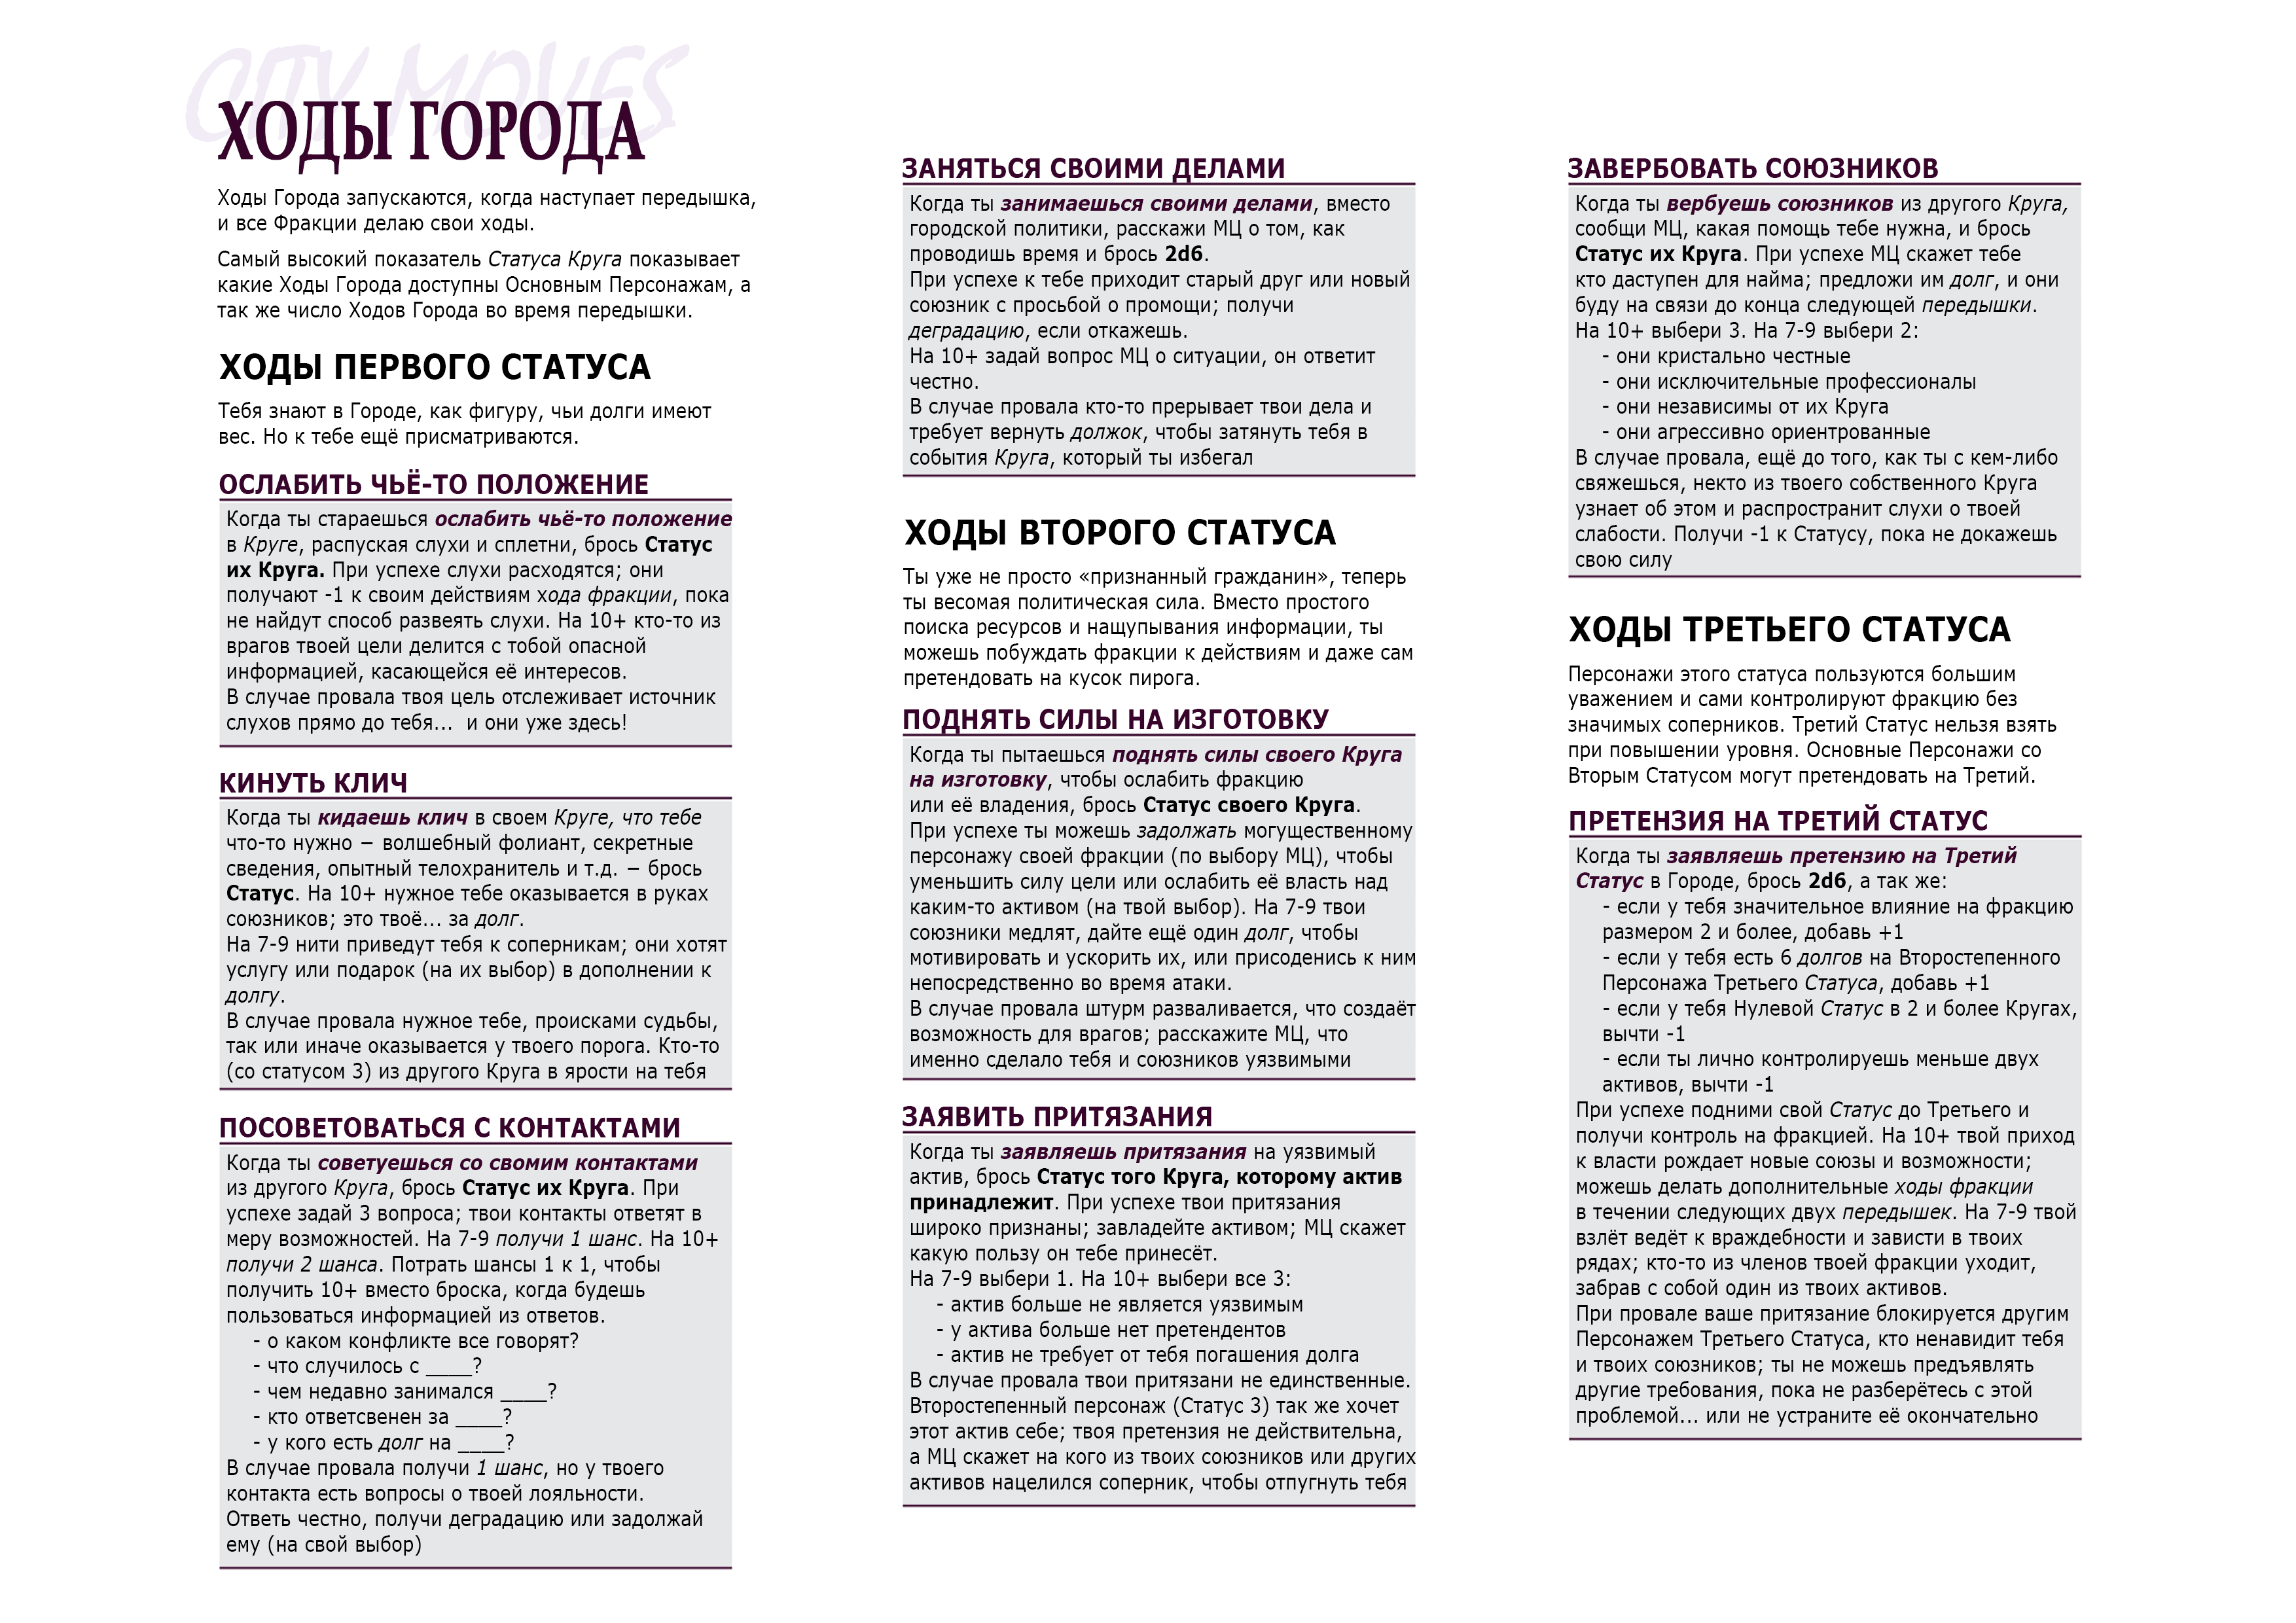 CITY MOVES
ХОДЫ ГОРОДА
Ходы Города запускаются, когда наступает передышка,
и все Фракции делаю свои ходы.
Самый высокий показатель Статуса Круга показывает
какие Ходы Города доступны Основным Персонажам, а
так же число Ходов Города во время передышки.
ХОДЫ ПЕРВОГО СТАТУСА
Тебя знают в Городе, как фигуру, чьи долги имеют
вес. Но к тебе ещё присматриваются.
ОСЛАБИТЬ ЧЬЁ-ТО ПОЛОЖЕНИЕ
Когда ты стараешься ослабить чьё-то положение
в Круге, распуская слухи и сплетни, брось Статус
их Круга. При успехе слухи расходятся; они
получают -1 к своим действиям хода фракции, пока
не найдут способ развеять слухи. На 10+ кто-то из
врагов твоей цели делится с тобой опасной
информацией, касающейся её интересов.
В случае провала твоя цель отслеживает источник
слухов прямо до тебя... и они уже здесь!
КИНУТЬ КЛИЧ
Когда ты кидаешь клич в своем Круге, что тебе
что-то нужно – волшебный фолиант, секретные
сведения, опытный телохранитель и т.д. – брось
Статус. На 10+ нужное тебе оказывается в руках
союзников; это твоё... за долг.
На 7-9 нити приведут тебя к соперникам; они хотят
услугу или подарок (на их выбор) в дополнении к
долгу.
В случае провала нужное тебе, происками судьбы,
так или иначе оказывается у твоего порога. Кто-то
(со статусом 3) из другого Круга в ярости на тебя
ПОСОВЕТОВАТЬСЯ С КОНТАКТАМИ
Когда ты советуешься со свомим контактами
из другого Круга, брось Статус их Круга. При
успехе задай 3 вопроса; твои контакты ответят в
меру возможностей. На 7-9 получи 1 шанс. На 10+
получи 2 шанса. Потрать шансы 1 к 1, чтобы
получить 10+ вместо броска, когда будешь
пользоваться информацией из ответов.
- о каком конфликте все говорят?
- что случилось с ____?
- чем недавно занимался ____?
- кто ответсвенен за ____?
- у кого есть долг на ____?
В случае провала получи 1 шанс, но у твоего
контакта есть вопросы о твоей лояльности.
Ответь честно, получи деградацию или задолжай
ему (на свой выбор)
ЗАНЯТЬСЯ СВОИМИ ДЕЛАМИ
Когда ты занимаешься своими делами, вместо
городской политики, расскажи МЦ о том, как
проводишь время и брось 2d6.
При успехе к тебе приходит старый друг или новый
союзник с просьбой о промощи; получи
деградацию, если откажешь.
На 10+ задай вопрос МЦ о ситуации, он ответит
честно.
В случае провала кто-то прерывает твои дела и
требует вернуть должок, чтобы затянуть тебя в
события Круга, который ты избегал
ХОДЫ ВТОРОГО СТАТУСА
Ты уже не просто «признанный гражданин», теперь
ты весомая политическая сила. Вместо простого
поиска ресурсов и нащупывания информации, ты
можешь побуждать фракции к действиям и даже сам
претендовать на кусок пирога.
ПОДНЯТЬ СИЛЫ НА ИЗГОТОВКУ
Когда ты пытаешься поднять силы своего Круга
на изготовку, чтобы ослабить фракцию
или её владения, брось Статус своего Круга.
При успехе ты можешь задолжать могущественному
персонажу своей фракции (по выбору МЦ), чтобы
уменьшить силу цели или ослабить её власть над
каким-то активом (на твой выбор). На 7-9 твои
союзники медлят, дайте ещё один долг, чтобы
мотивировать и ускорить их, или присоденись к ним
непосредственно во время атаки.
В случае провала штурм разваливается, что создаёт
возможность для врагов; расскажите МЦ, что
именно сделало тебя и союзников уязвимыми
ЗАЯВИТЬ ПРИТЯЗАНИЯ
Когда ты заявляешь притязания на уязвимый
актив, брось Статус того Круга, которому актив
принадлежит. При успехе твои притязания
широко признаны; завладейте активом; МЦ скажет
какую пользу он тебе принесёт.
На 7-9 выбери 1. На 10+ выбери все 3:
- актив больше не является уязвимым
- у актива больше нет претендентов
- актив не требует от тебя погашения долга
В случае провала твои притязани не единственные.
Второстепенный персонаж (Статус 3) так же хочет
этот актив себе; твоя претензия не действительна,
а МЦ скажет на кого из твоих союзников или других
активов нацелился соперник, чтобы отпугнуть тебя
ЗАВЕРБОВАТЬ СОЮЗНИКОВ
Когда ты вербуешь союзников из другого Круга,
сообщи МЦ, какая помощь тебе нужна, и брось
Статус их Круга. При успехе МЦ скажет тебе
кто доступен для найма; предложи им долг, и они
буду на связи до конца следующей передышки.
На 10+ выбери 3. На 7-9 выбери 2:
- они кристально честные
- они исключительные профессионалы
- они независимы от их Круга
- они агрессивно ориентрованные
В случае провала, ещё до того, как ты с кем-либо
свяжешься, некто из твоего собственного Круга
узнает об этом и распространит слухи о твоей
слабости. Получи -1 к Статусу, пока не докажешь
свою силу
ХОДЫ ТРЕТЬЕГО СТАТУСА
Персонажи этого статуса пользуются большим
уважением и сами контролируют фракцию без
значимых соперников. Третий Статус нельзя взять
при повышении уровня. Основные Персонажи со
Вторым Статусом могут претендовать на Третий.
ПРЕТЕНЗИЯ НА ТРЕТИЙ СТАТУС
Когда ты заявляешь претензию на Третий
Статус в Городе, брось 2d6, а так же:
- если у тебя значительное влияние на фракцию
размером 2 и более, добавь +1
- если у тебя есть 6 долгов на Второстепенного
Персонажа Третьего Статуса, добавь +1
- если у тебя Нулевой Статус в 2 и более Кругах,
вычти -1
- если ты лично контролируешь меньше двух
активов, вычти -1
При успехе подними свой Статус до Третьего и
получи контроль на фракцией. На 10+ твой приход
к власти рождает новые союзы и возможности;
можешь делать дополнительные ходы фракции
в течении следующих двух передышек. На 7-9 твой
взлёт ведёт к враждебности и зависти в твоих
рядах; кто-то из членов твоей фракции уходит,
забрав с собой один из твоих активов.
При провале ваше притязание блокируется другим
Персонажем Третьего Статуса, кто ненавидит тебя
и твоих союзников; ты не можешь предъявлять
другие требования, пока не разберётесь с этой
проблемой... или не устраните её окончательно